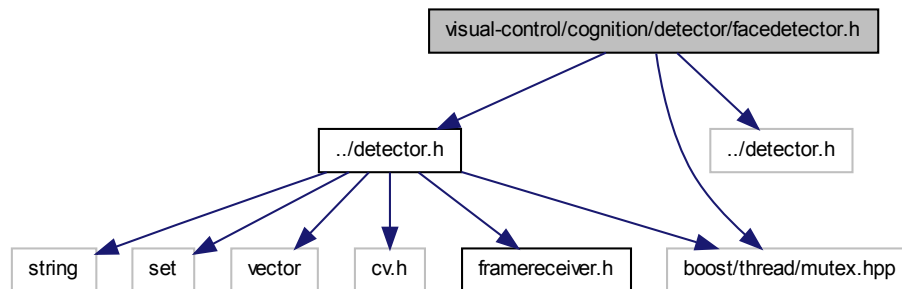 visual-control/cognition/detector/facedetector.h
../detector.h
../detector.h
string
set
vector
cv.h
framereceiver.h
boost/thread/mutex.hpp